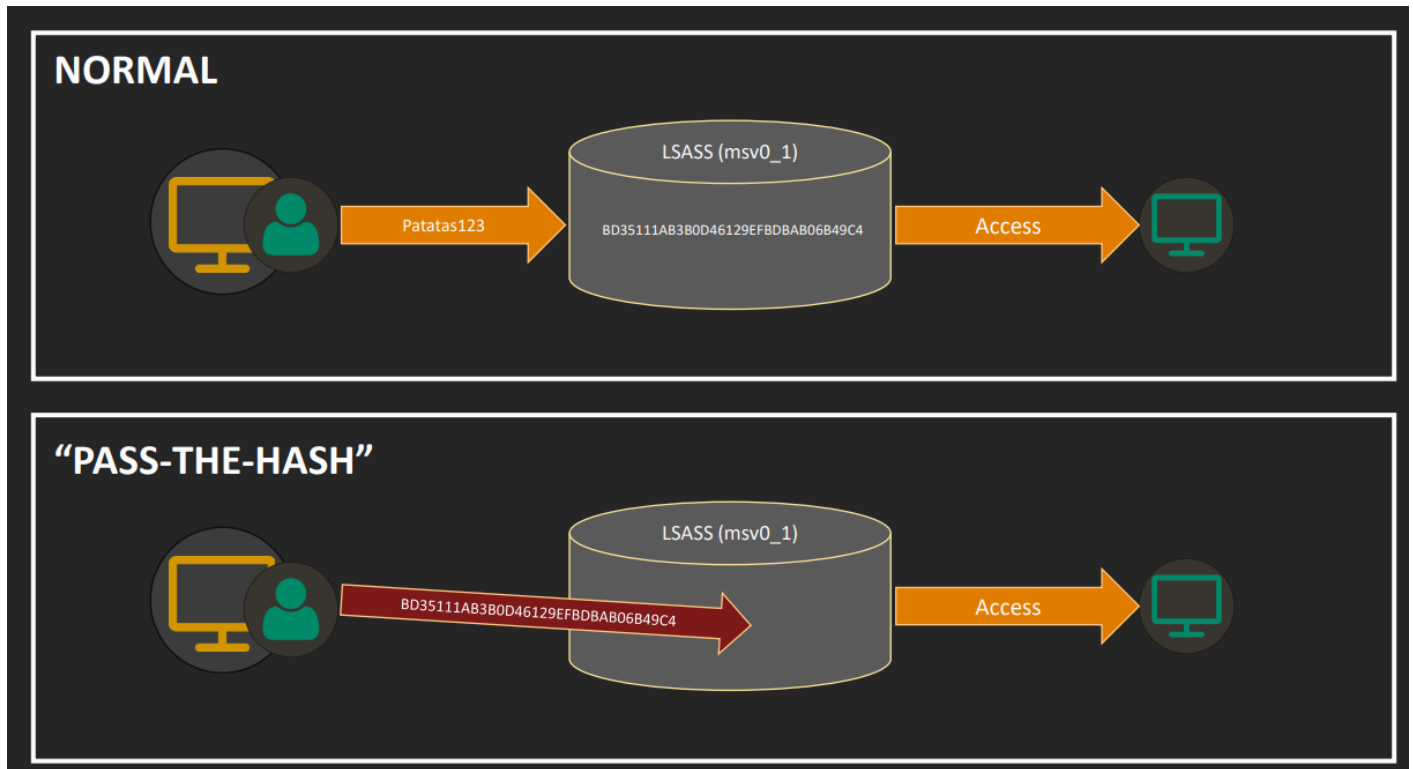 NORMAL
LSASS (msv0_1)
Patatas123
BD35111AB3B0D46129EFBDBAB06B49C4
Access
“PASS-THE-HASH”
LSASS (msv0_1)
BD35111AB3B0D46129EFBDBAB06B49C4
Access